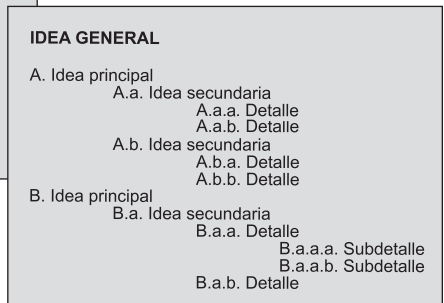 IDEA GENERAL
A. Idea principal
A.a. Idea secundaria
A.a.a. Detalle
A.a.b. Detalle
A.b. Idea secundaria
A.b.a. Detalle
A.b.b. Detalle
B. Idea principal
B.a. Idea secundaria
B.a.a. Detalle
B.a.a.a. Subdetalle
B.a.a.b. Subdetalle
B.a.b. Detalle